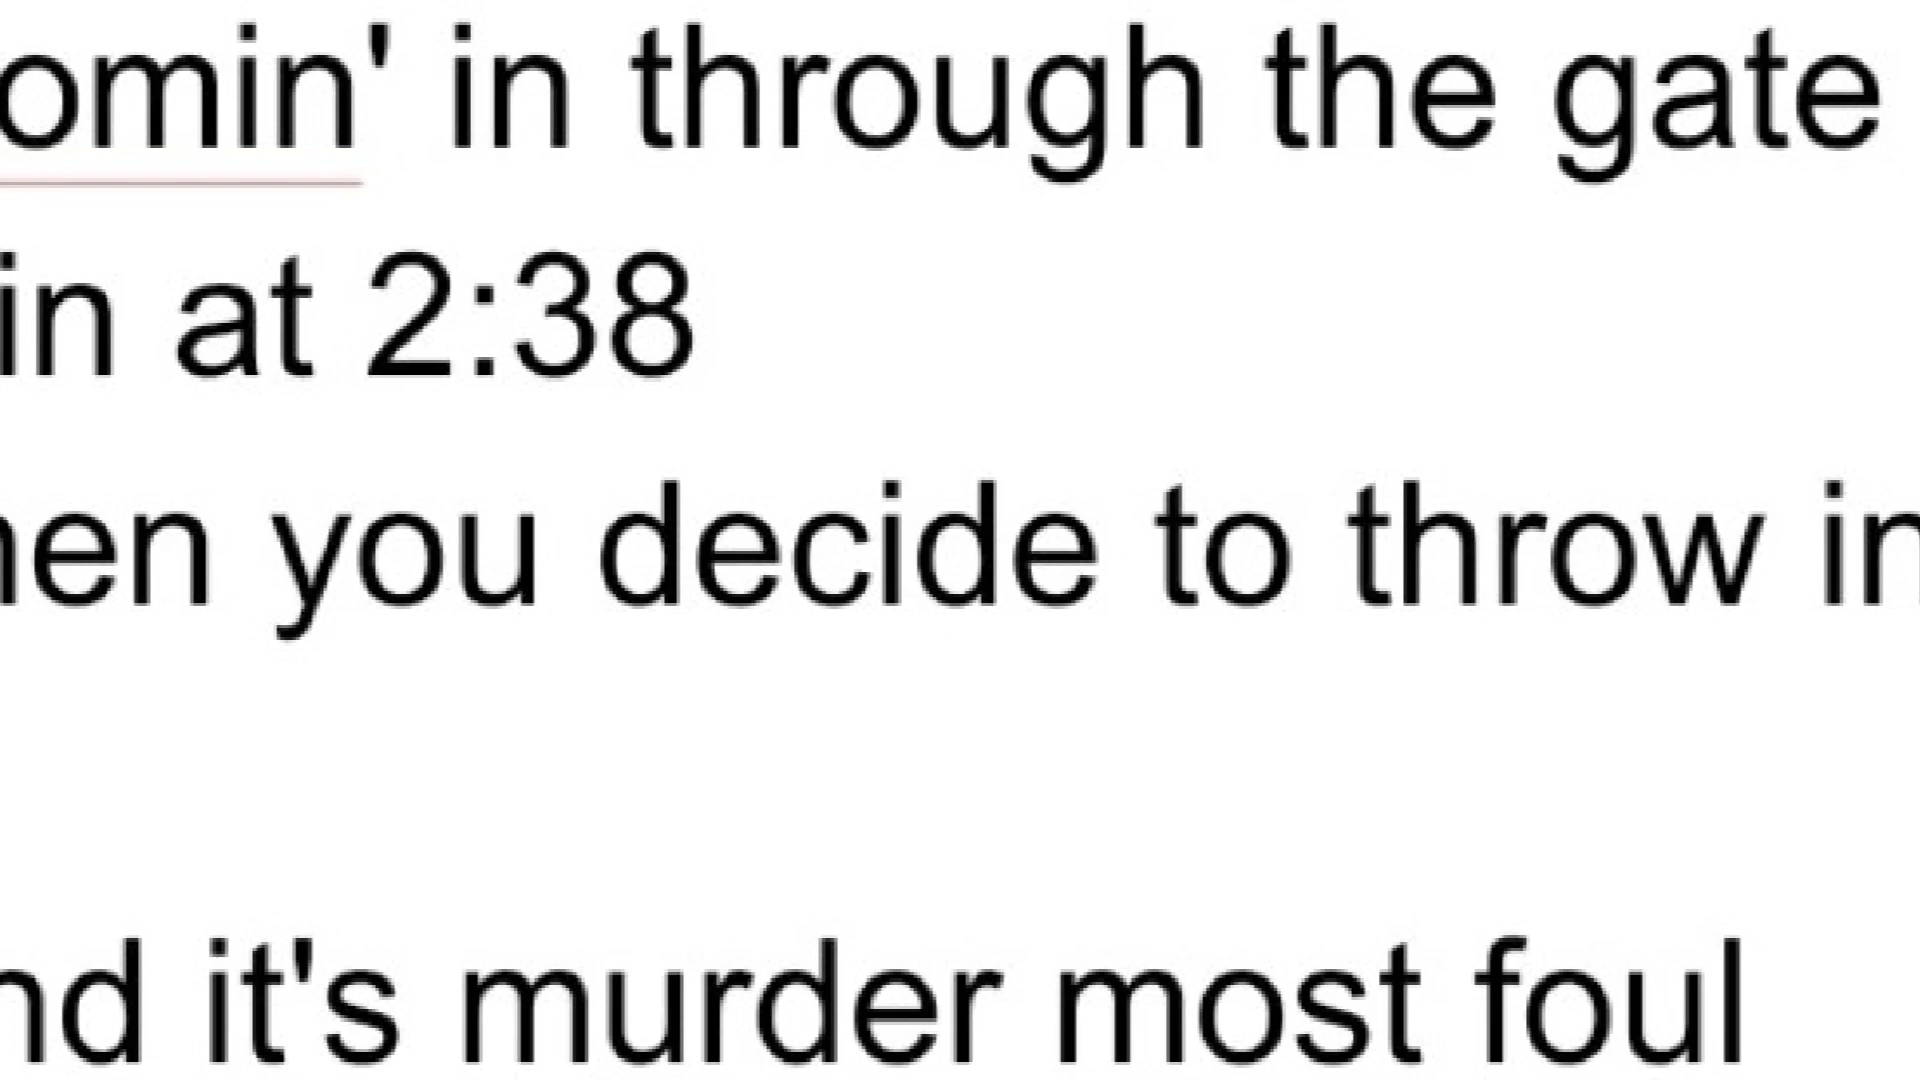 omin' in through the gate
in at 2:38
hen you decide to throw in
nd it's murder most foul